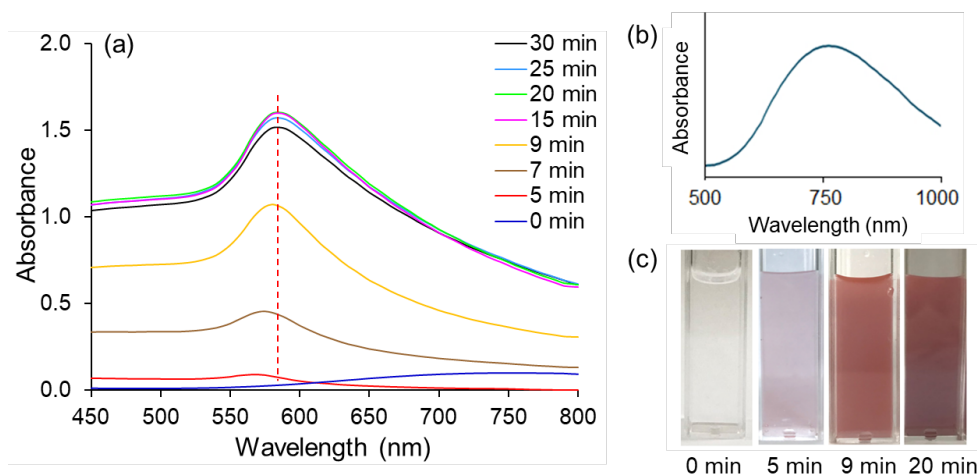 (a)
2.0
1.5
1.0
0.5
0.0
Absorbance
450 500 550 600 650 700 750 800
Wavelength (nm)
30 min
25 min
20 min
15 min
9 min
7 min
5 min
0 min
(b)
Absorbance
500 750 1000
Wavelength (nm)
(c)
0 min 5 min 9 min 20 min